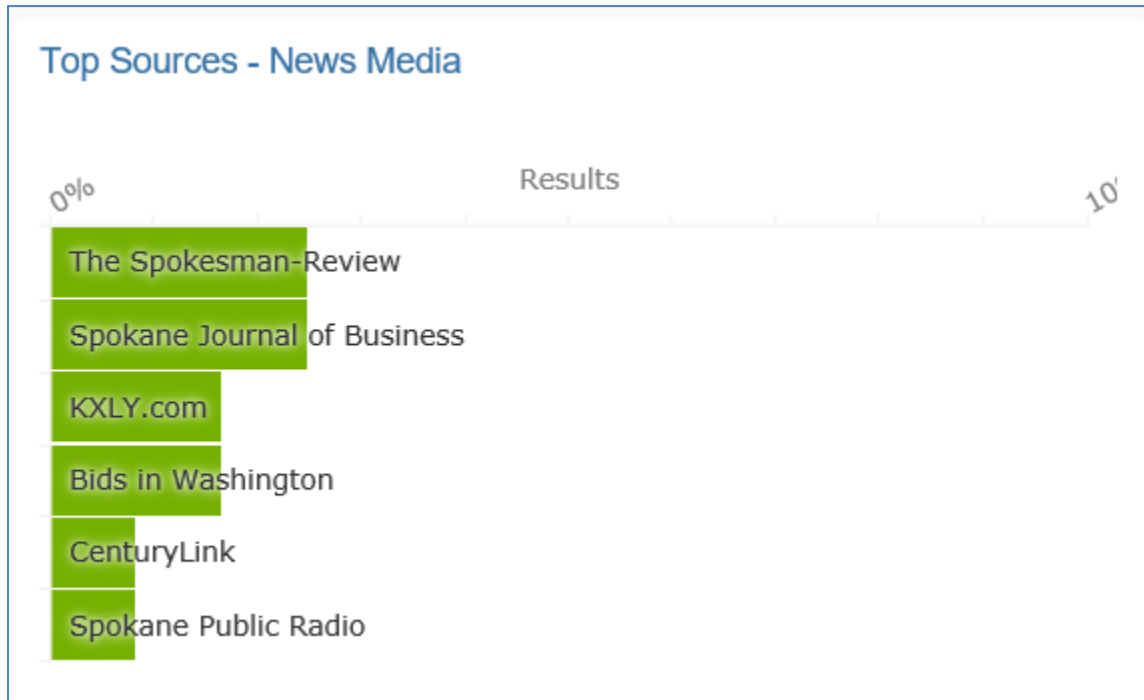 Top Sources - News Media
Results
0%
The Spokesman-Review
Spokane Journal of Business
KXLY.com
Bids in Washington
CenturyLink
Spokane Public Radio